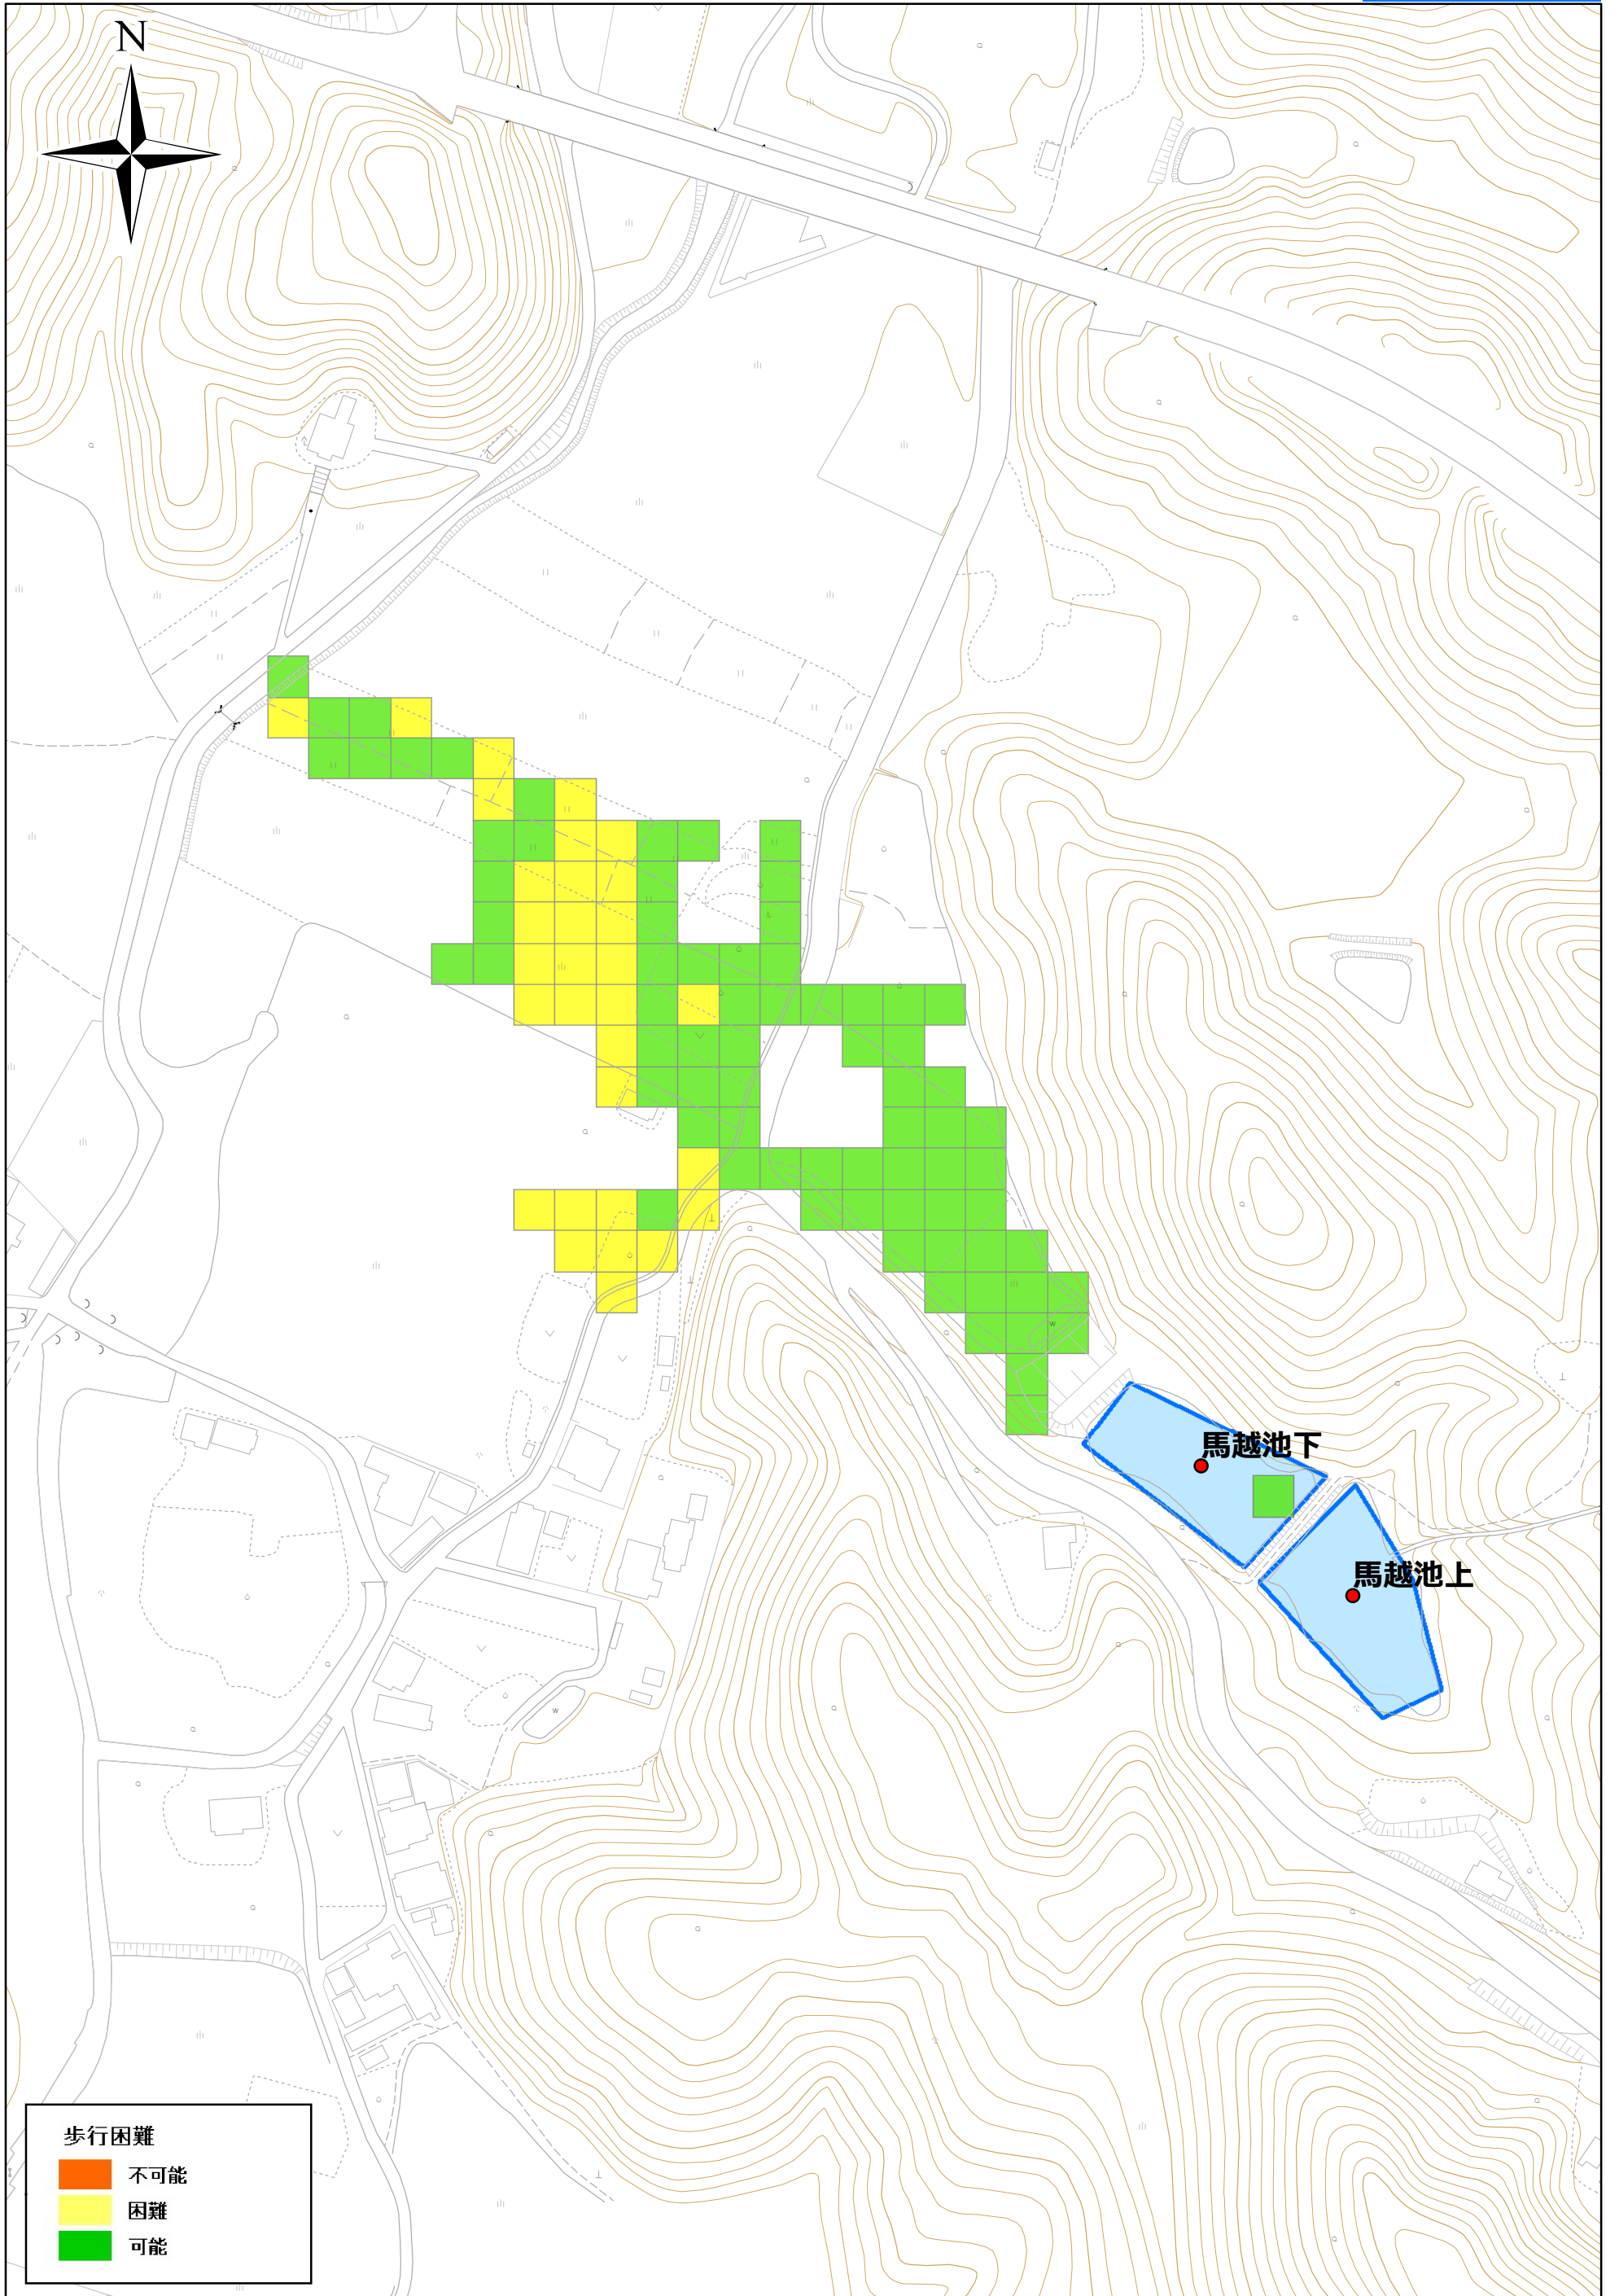 N
馬越池下
馬越池上
歩行困難
不可能
困難
可能